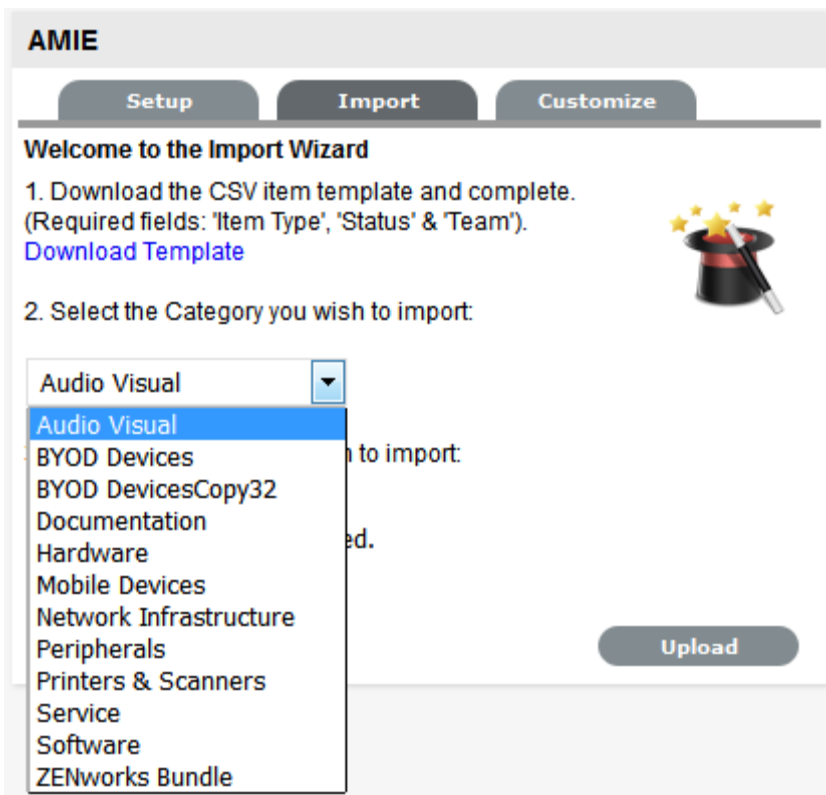 AMIE
Setup Import Customize
Welcome to the Import Wizard
1. Download the CSV item template and complete.
(Required fields: 'Item Type', 'Status' & 'Team').
Download Template
2. Select the Category you wish to import:
Audio Visual
Audio Visual
BYOD Devices
to import:
BYOD DevicesCopy32
Documentation
Hardware
Mobile Devices
Network Infrastructure
Peripherals
Upload
Printers & Scanners
Service
Software
ZENworks Bundle